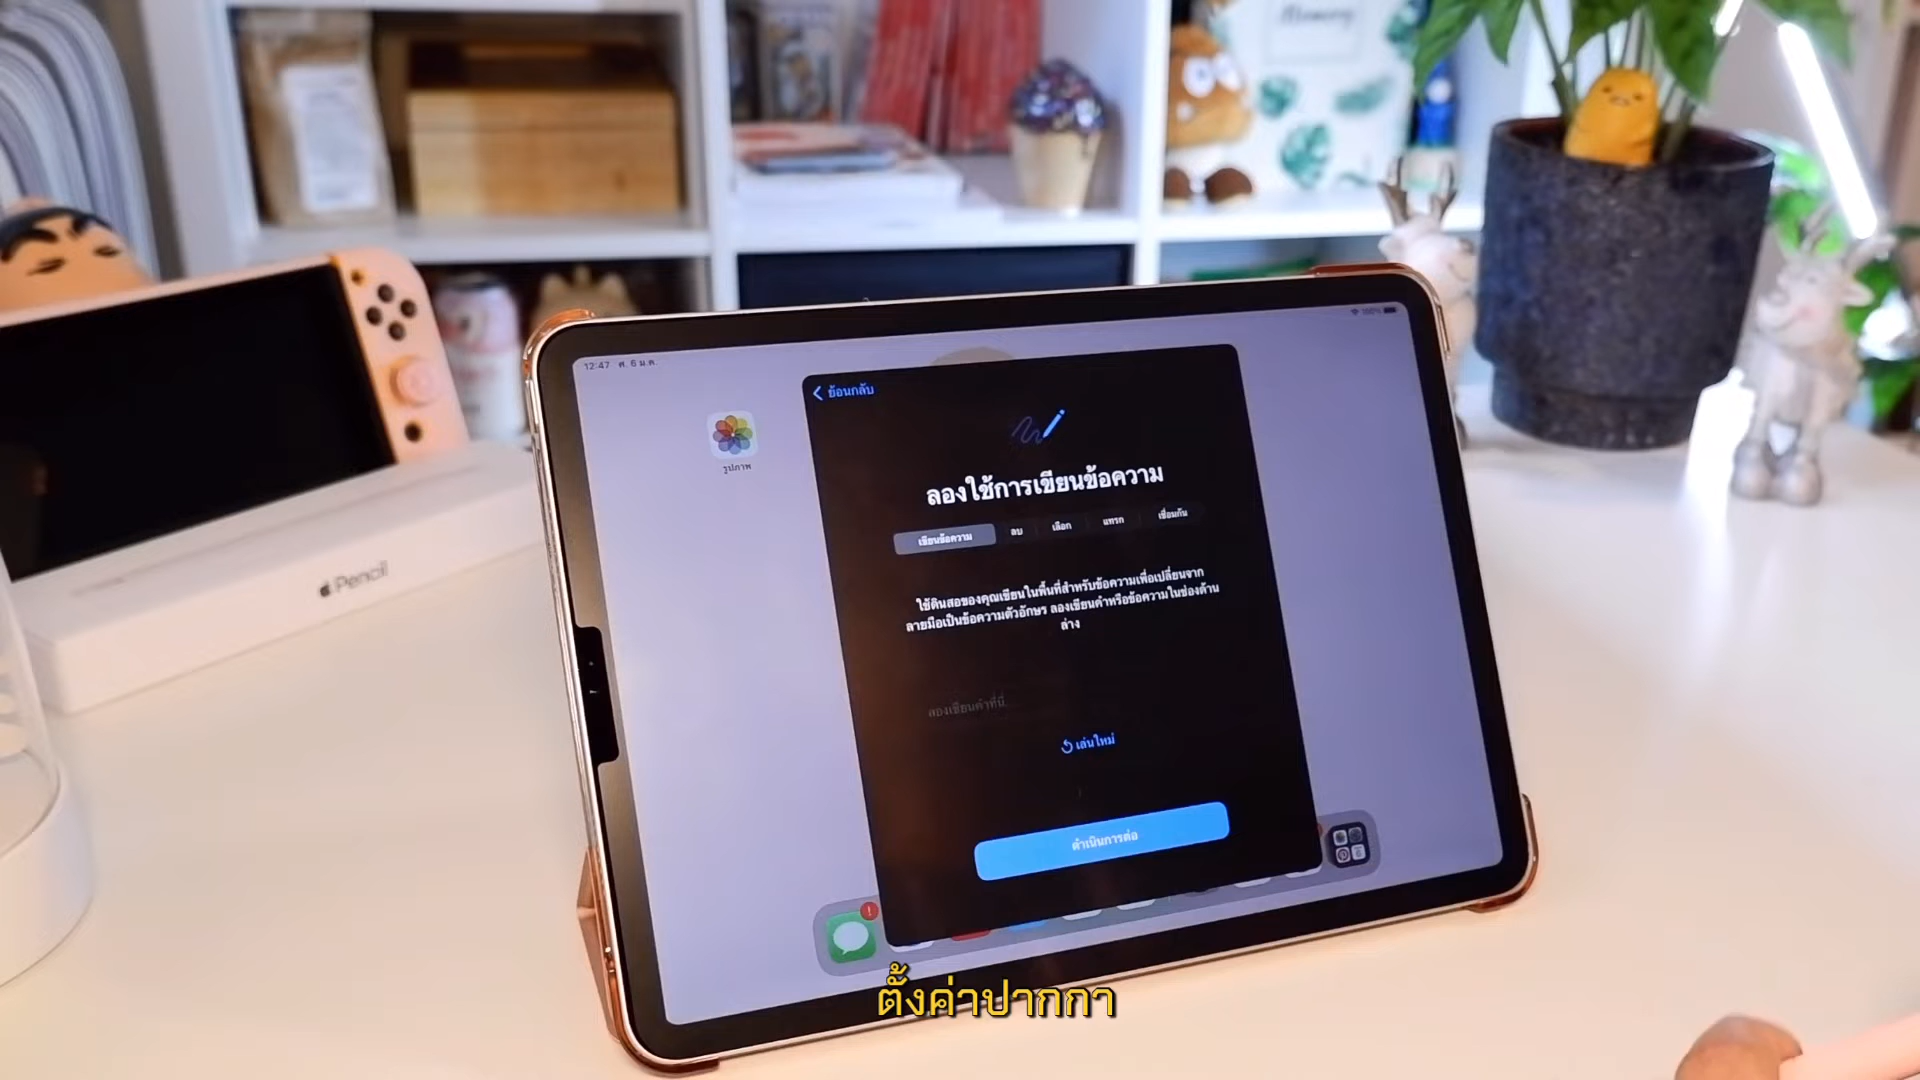 Memory
12:47 ศ. 6 ม.ค.
100%
ย้อนกลับ
รูปภาพ
ลองใช้การเขียนข้อความ
เขียนข้อความ ลบ เลือก แทรก เชื่อมกัน
ใช้ดินสอของคุณเขียนในพื้นที่สำหรับข้อความเพื่อเปลี่ยนจาก
ลายมือเป็นข้อความตัวอักษร ลองเขียนคำหรือข้อความในช่องด้าน
ล่าง
Pencil
ลองเขียนคำที่นี่
เล่นใหม่
ดำเนินการต่อ
ตั้งค่าปากกา